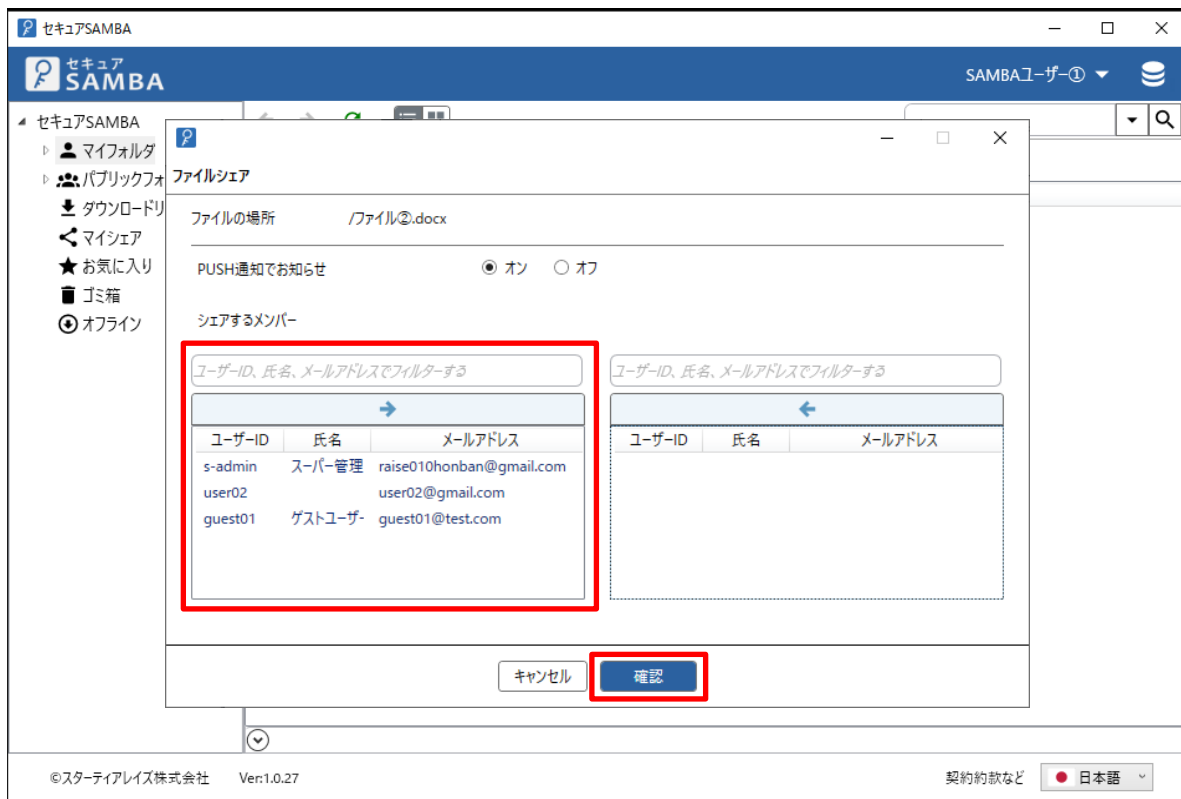 セキュアSAMBA
セキュア
SAMBA
SAMBAユーザー①
セキュアSAMBA
マイフォルダ
パブリックフォ
ダウンロードリ
マイシェア
お気に入り
ゴミ箱
オフライン
ファイルシェア
ファイルの場所 /ファイル②.docx
PUSH通知でお知らせ オン オフ
シェアするメンバー
ユーザーID、氏名、メールアドレスでフィルターする ユーザーID、氏名、メールアドレスでフィルターする
ユーザーID 氏名 メールアドレス ユーザーID 氏名 メールアドレス
s-admin スーパー管理 raise010honban@gmail.com
user02 user02@gmail.com
guest01 ゲストユーザ- guest01@test.com
キャンセル 確認
©スターティアレイズ株式会社 Ver:1.0.27 契約約款など 日本語